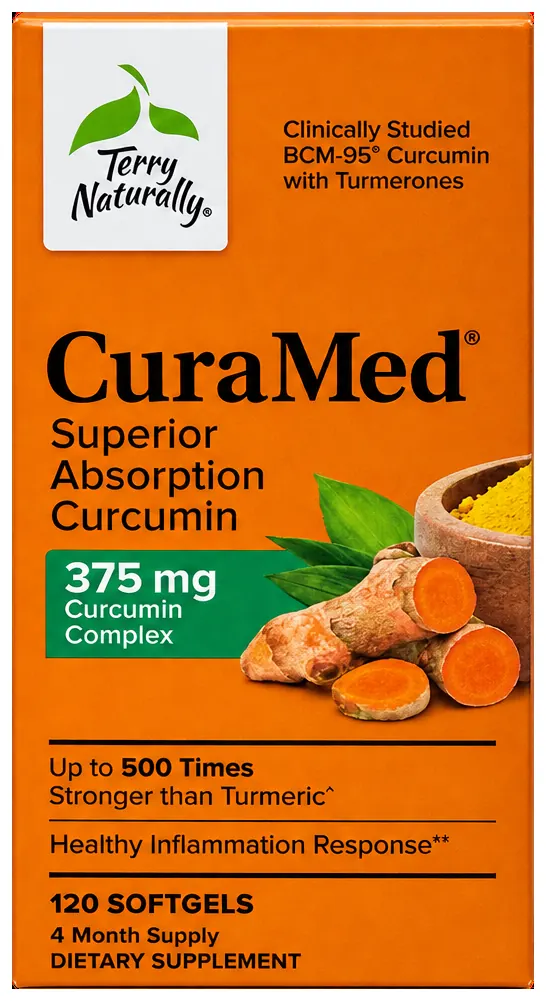 Terry
Naturally®
Clinically Studied
BCM-95® Curcumin
with Turmerones
CuraMed®
Superior
Absorption
Curcumin
375 mg
Curcumin
Complex
Up to 500 Times
Stronger than Turmeric^
Healthy Inflammation Response**
120 SOFTGELS
4 Month Supply
DIETARY SUPPLEMENT